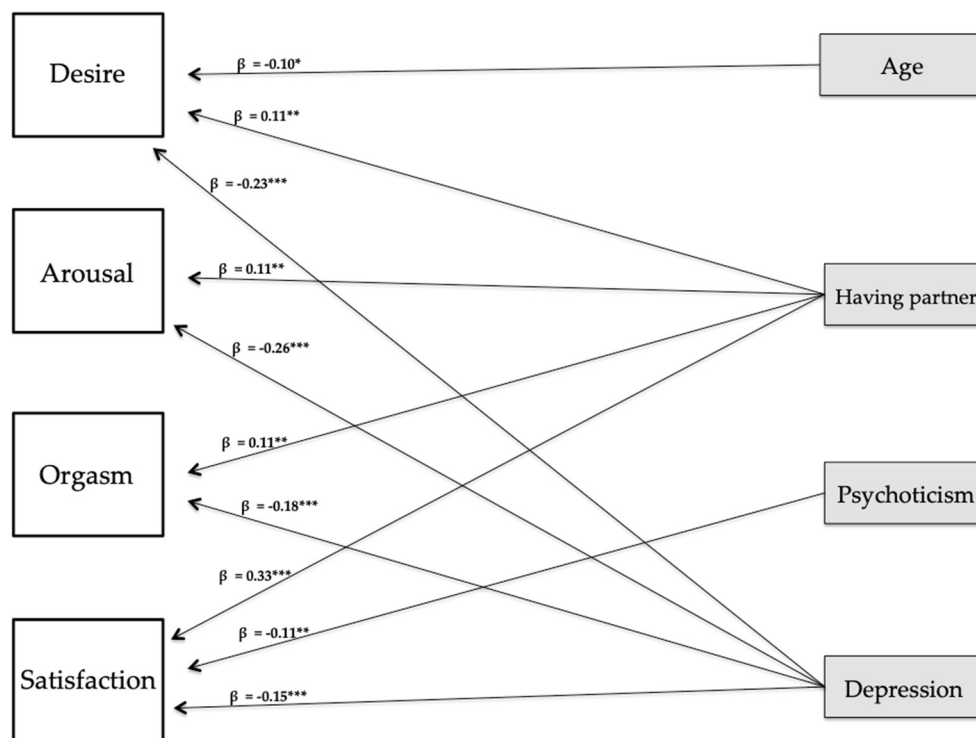 Desire
β = -0.10*
Age
β = 0.11**
β = -0.23***
Arousal
β = 0.11**
Having partner
β = -0.26***
Orgasm
β = 0.11**
Psychoticism
β = -0.18***
β = 0.33***
β = -0.11**
Satisfaction
β = -0.15***
Depression